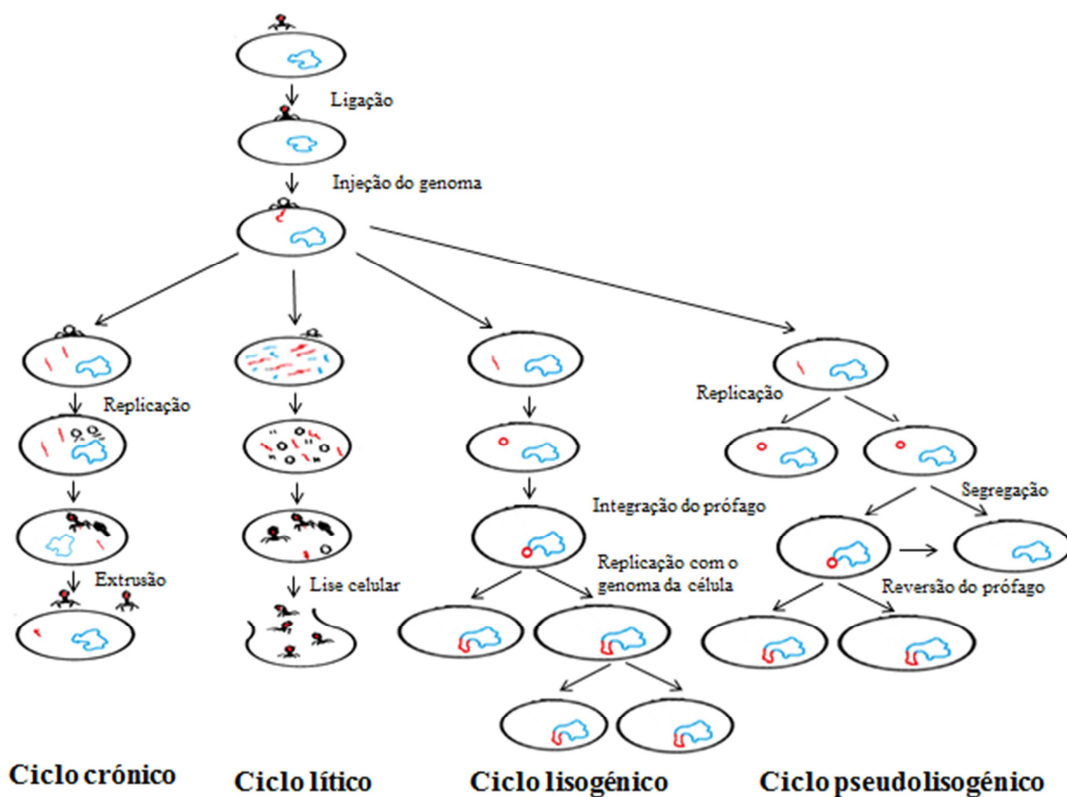 Ligação
Injeção do genoma
Replicação
Replicação
Segregação
Integração do prófago
Replicação com o
genoma da célula
Reversão do prófago
Extrusão
Lise celular
Ciclo crónico
Ciclo lítico
Ciclo lisogénico
Ciclo pseudolisogénico